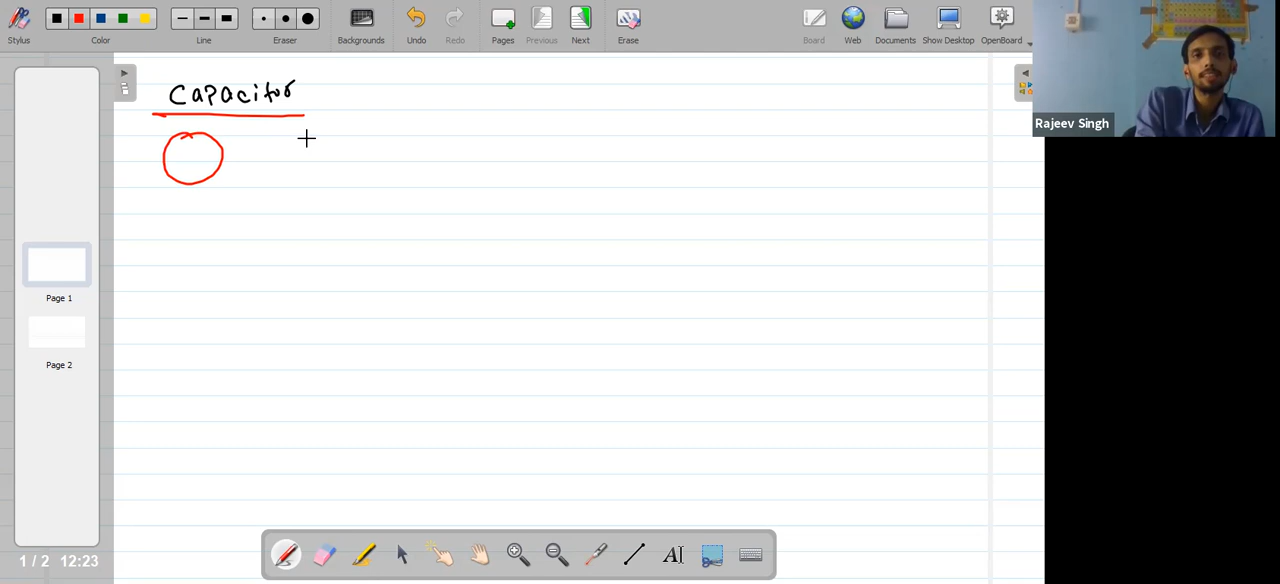 Stylus
Color
Line
Eraser
Backgrounds
Undo
Redo
Pages
Previous
Next
Erase
Board
Web
Documents
Show Desktop
OpenBoard
Capacitor
Rajeev Singh
Page 1
Page 2
1 / 2 12:23
AI